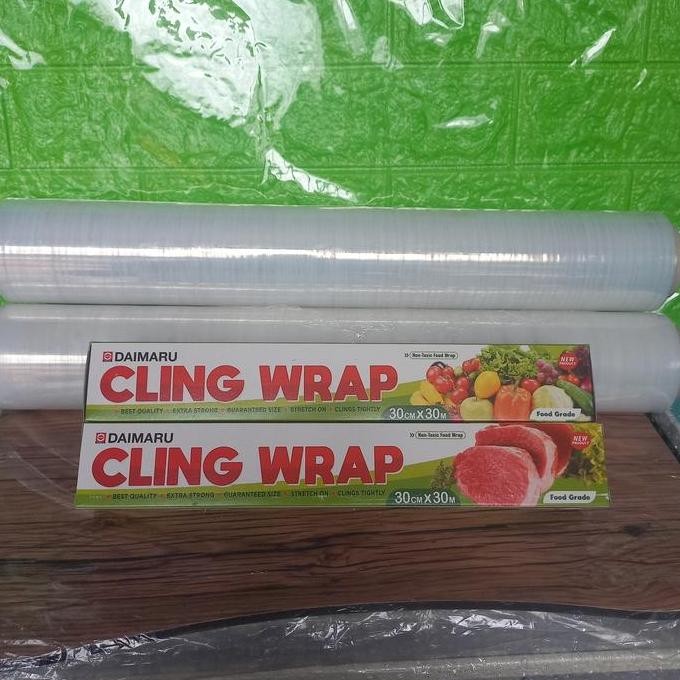 DAIMARU
Non-Toxic Food Wrap
NEW
PRODUCT
CLING WRAP
BEST QUALITY EXTRA STRONG GUARANTEED SIZE STRETCH ON CLINGS TIGHTLY
30CM X 30M
Food Grade
DAIMARU
Non-Toxic Food Wrap
NEW
PRODUCT
CLING WRAP
BEST QUALITY EXTRA STRONG GUARANTEED SIZE STRETCH ON CLINGS TIGHTLY
30CM X 30M
Food Grade